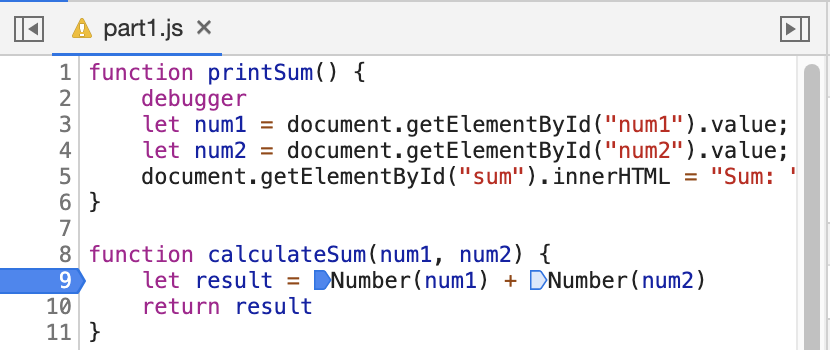 part1.js ×
1 function printSum() {
2     debugger
3     let num1 = document.getElementById("num1").value;
4     let num2 = document.getElementById("num2").value;
5     document.getElementById("sum").innerHTML = "Sum: "
6 }
7
8 function calculateSum(num1, num2) {
9     let result = Number(num1) + Number(num2)
10     return result
11 }